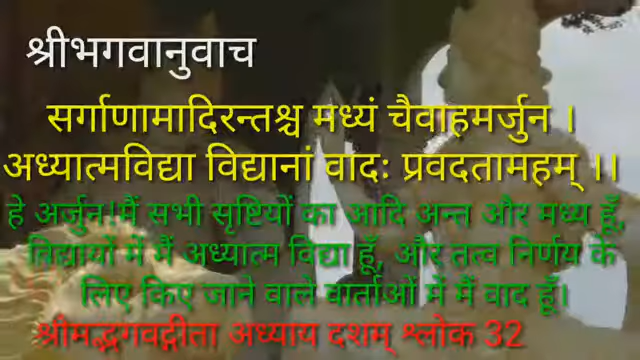 श्रीभगवानुवाच
सर्गाणामादिरन्तश्च मध्यं चैवाहमर्जुन ।
अध्यात्मविद्या विद्यानां वादः प्रवदतामहम् ।।
हे अर्जुन!मैं सभी सृष्टियों का आदि अन्त और मध्य हूँ,
विद्यायों में मैं अध्यात्म विद्या हूँ, और तत्व निर्णय के
लिए किए जाने वाले वार्ताओं में मैं वाद हूँ।
श्रीमद्भगवद्गीता अध्याय दशम् श्लोक 32